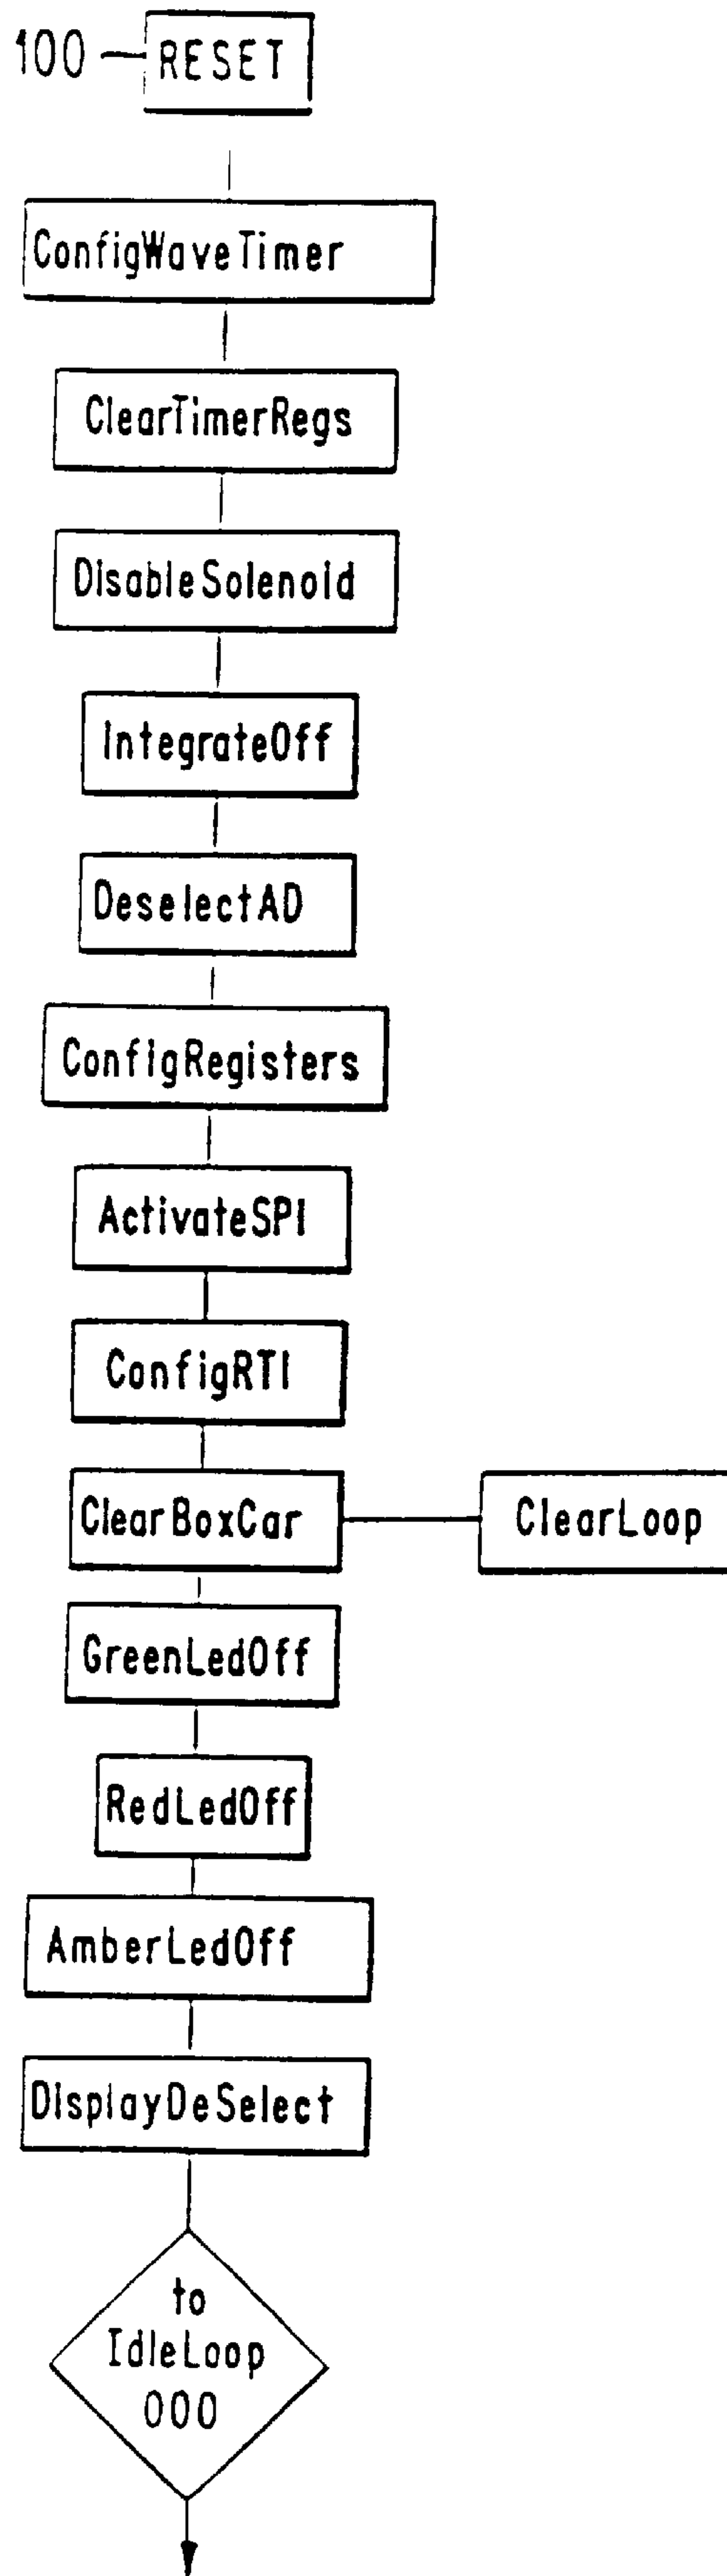 100 RESET
ConfigWaveTimer
ClearTimerRegs
DisableSolenoid
IntegrateOff
DeselectAD
ConfigRegisters
ActivateSPI
ConfigRTI
ClearBoxCar ClearLoop
GreenLedOff
RedLedOff
AmberLedOff
DisplayDeSelect
to
IdleLoop
000